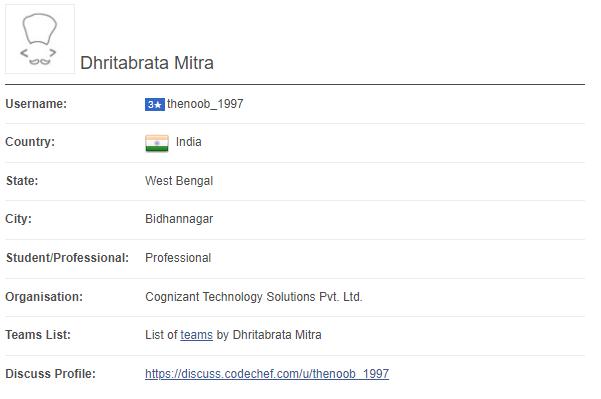 Dhritabrata Mitra
Username: 3★ thenoob_1997
Country: India
State: West Bengal
City: Bidhannagar
Student/Professional: Professional
Organisation: Cognizant Technology Solutions Pvt. Ltd.
Teams List: List of teams by Dhritabrata Mitra
Discuss Profile: https://discuss.codechef.com/u/thenoob_1997